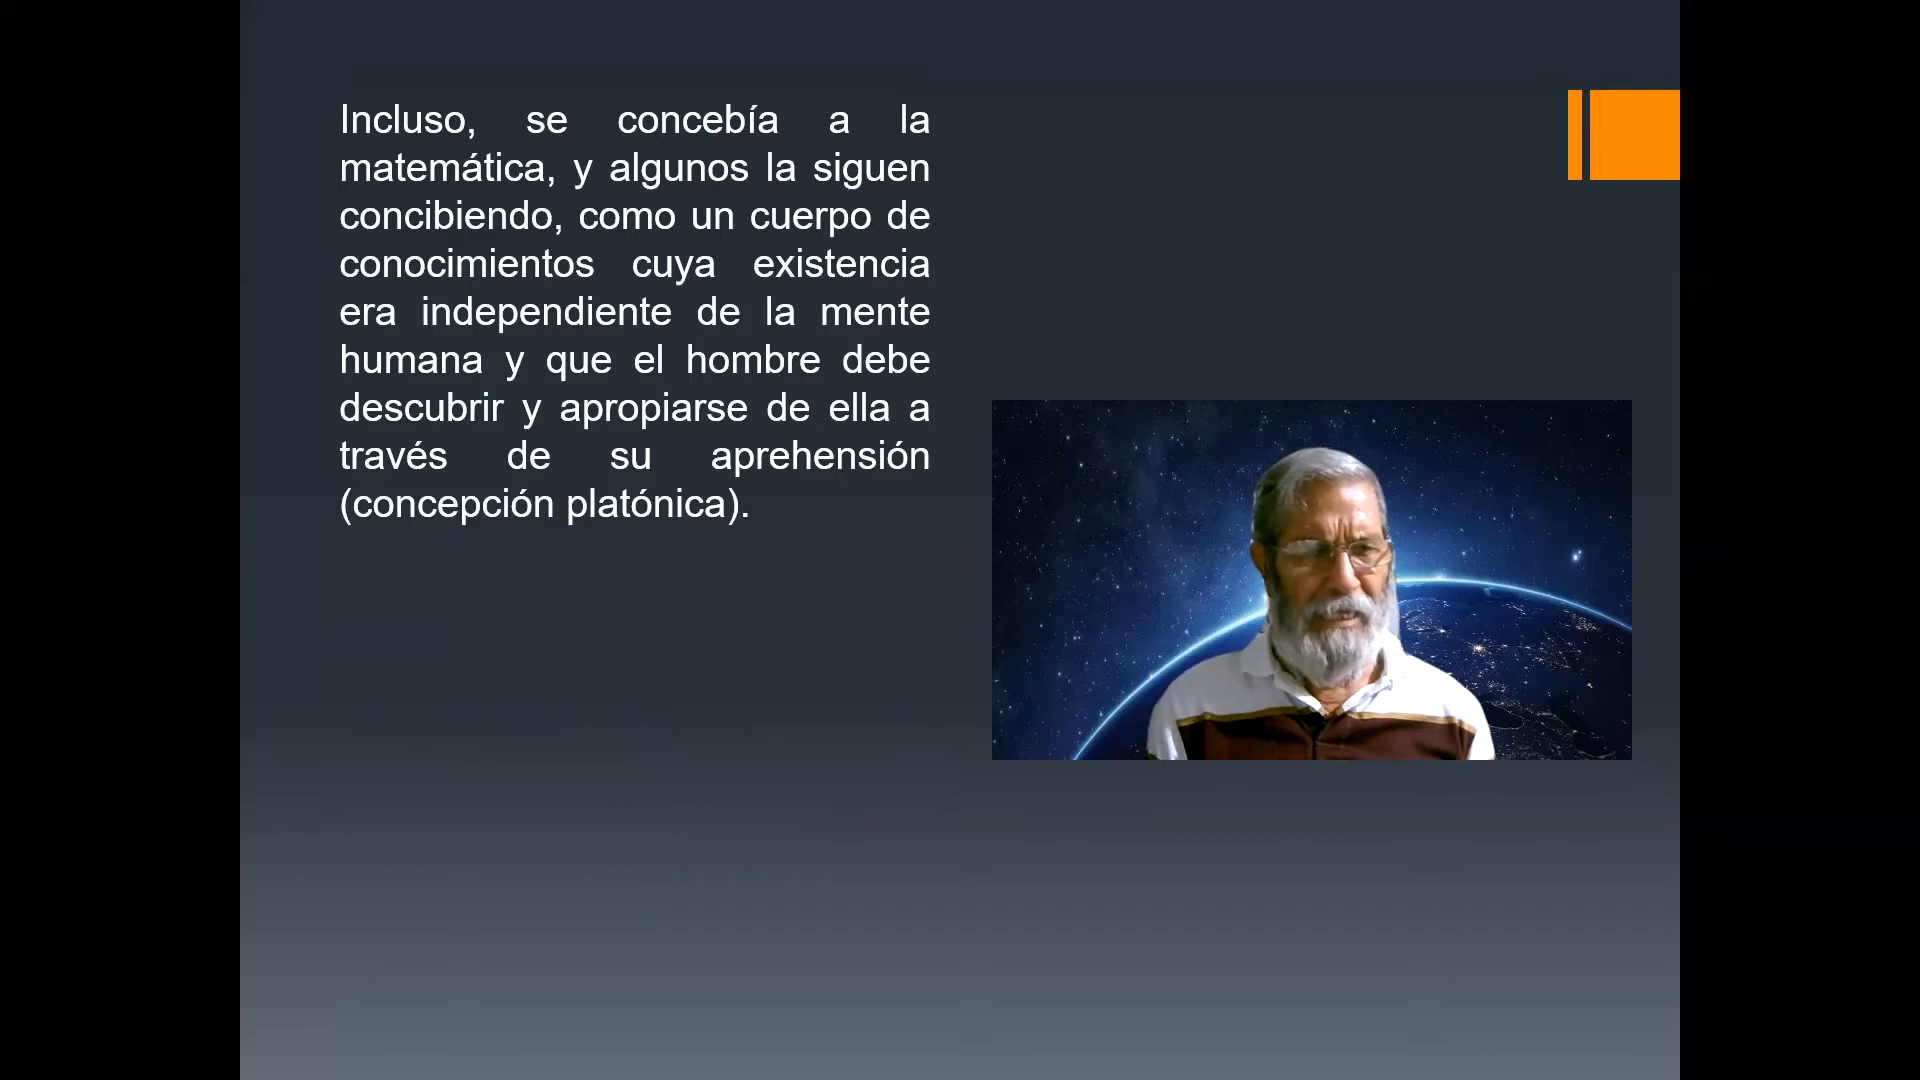 Incluso, se concebía a la
matemática, y algunos la siguen
concibiendo, como un cuerpo de
conocimientos cuya existencia
era independiente de la mente
humana y que el hombre debe
descubrir y apropiarse de ella a
través de su aprehensión
(concepción platónica).